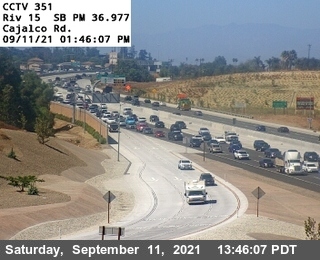 CCTV 351
Riv 15 SB PM 36.977
Cajalco Rd.
09/11/21 01:46:07 PM
Saturday, September 11, 2021 13:46:07 PDT